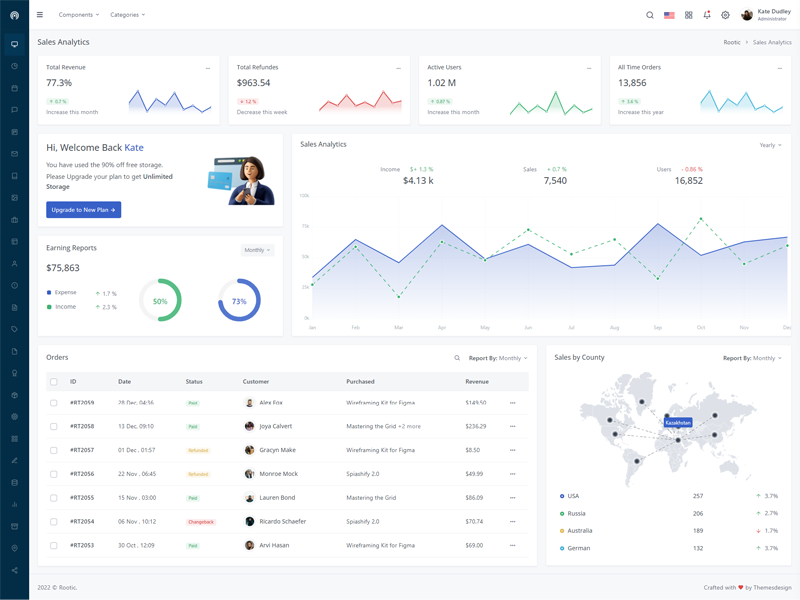 Components
Categories
Kate Dudley
Administrator
Sales Analytics
Rootic > Sales Analytics
Total Revenue
77.3%
0.7 %
Increase this month
Total Refundes
$963.54
1.2 %
Decrease this week
Active Users
1.02 M
0.87 %
Increase this month
All Time Orders
13,856
3.6 %
Increase this year
Hi, Welcome Back Kate
You have used the 90% off free storage.
Please Upgrade your plan to get Unlimited
Storage
Upgrade to New Plan →
Sales Analytics
Yearly
Income $+ 1.3 %
$4.13 k
Sales + 0.7 %
7,540
Users - 0.86 %
16,852
100k
75k
50k
25k
0k
Jan Feb Mar Apr May Jun Jul Aug Sep Oct Nov Dec
Earning Reports
Monthly
$75,863
Expense ↑ 1.7 %
Income ↑ 2.3 %
50%
73%
Orders
Report By: Monthly
ID Date Status Customer Purchased Revenue
#RT2059 28 Dec. 04:36 Paid Alex Fox Wireframing Kit for Figma $149.50
#RT2058 13 Dec. 09:10 Paid Joya Calvert Mastering the Grid +2 more $236.29
#RT2057 01 Dec . 01:57 Refunded Gracyn Make Wireframing Kit for Figma $8.50
#RT2056 22 Nov . 06:45 Refunded Monroe Mock Spiashify 2.0 $49.99
#RT2055 15 Nov . 03:00 Paid Lauren Bond Mastering the Grid $86.09
#RT2054 06 Nov . 10:12 Chargeback Ricardo Schaefer Spiashify 2.0 $70.74
#RT2053 30 Oct . 12:09 Paid Arvi Hasan Wireframing Kit for Figma $69.00
Sales by County
Report By: Monthly
Kazakhstan
USA 257 ↑ 3.7%
Russia 206 ↑ 2.7%
Australia 189 ↓ 1.7%
German 132 ↑ 3.7%
2022 © Rootic.
Crafted with ❤ by Themesdesign